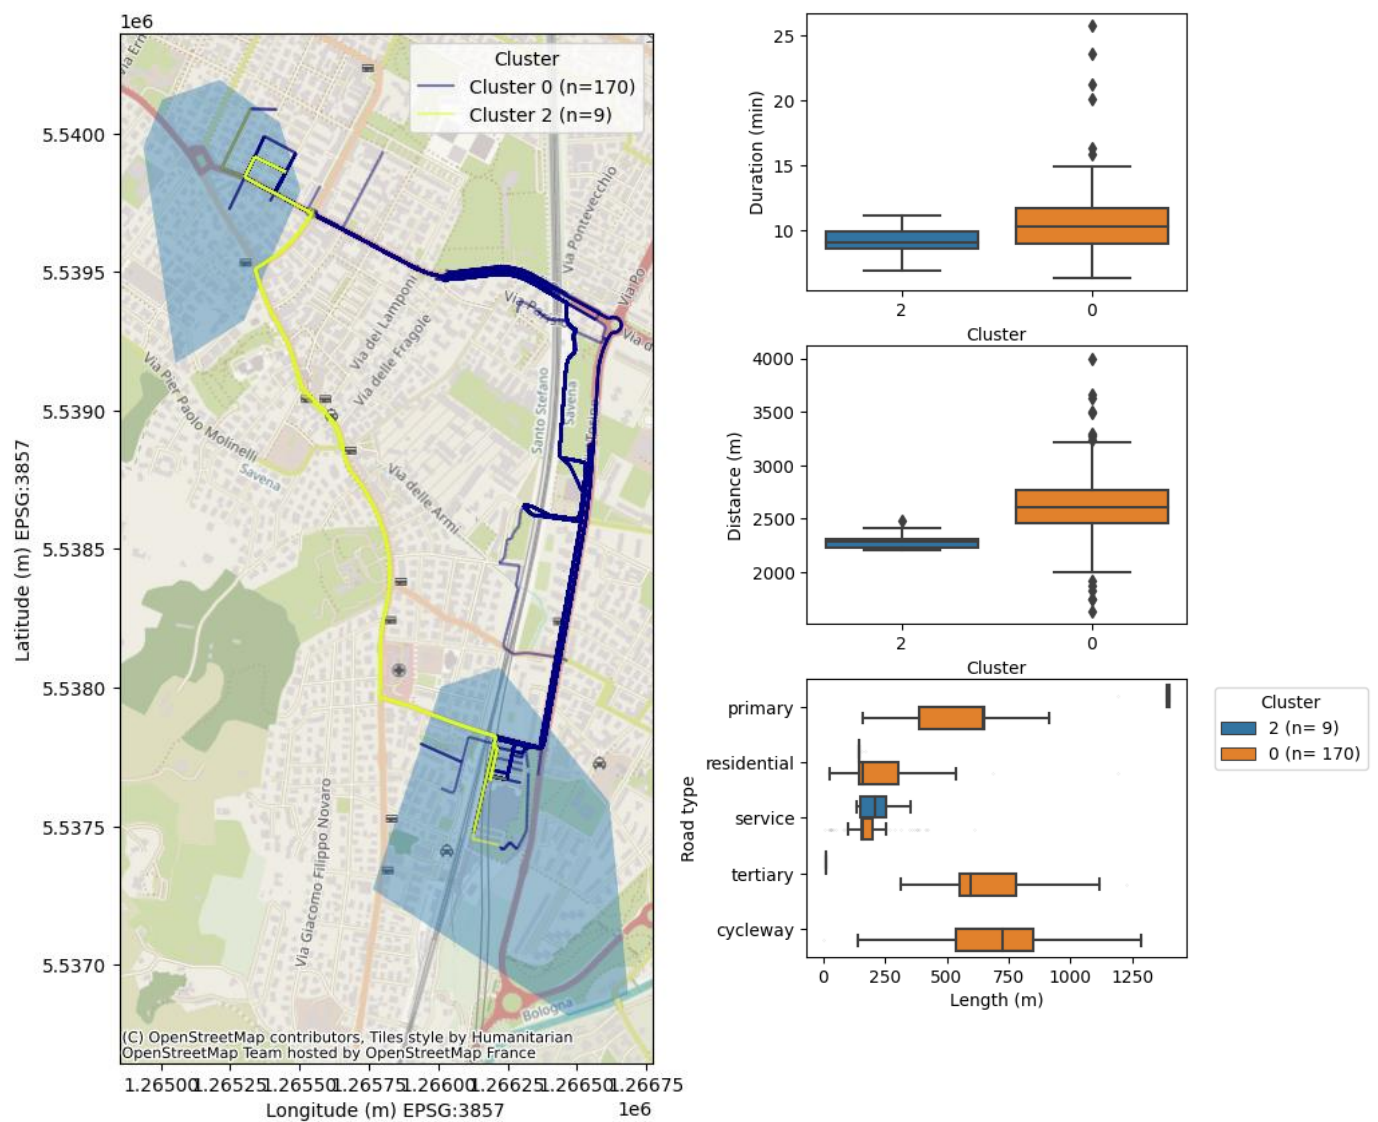 1e6
Cluster
Cluster 0 (n=170)
Cluster 2 (n=9)
5.5400
5.5395
5.5390
5.5385
5.5380
5.5375
5.5370
Latitude (m) EPSG:3857
Via Ern
Via Pontevecchio
Via Po
Via d
Via dei Lamponi
Via delle Fragole
Santo Stefano
Savena
Via Pier Paolo Molinelli
Savena
Via delle Armi
Via Giacomo Filippo Novaro
Bologna
(C) OpenStreetMap contributors, Tiles style by Humanitarian
OpenStreetMap Team hosted by OpenStreetMap France
1.26500 1.26525 1.26550 1.26575 1.26600 1.26625 1.26650 1.26675
Longitude (m) EPSG:3857
1e6
25
20
15
10
Duration (min)
2 0
Cluster
4000
3500
3000
2500
2000
Distance (m)
2 0
Cluster
primary
residential
service
tertiary
cycleway
Road type
0 250 500 750 1000 1250
Length (m)
Cluster
2 (n= 9)
0 (n= 170)